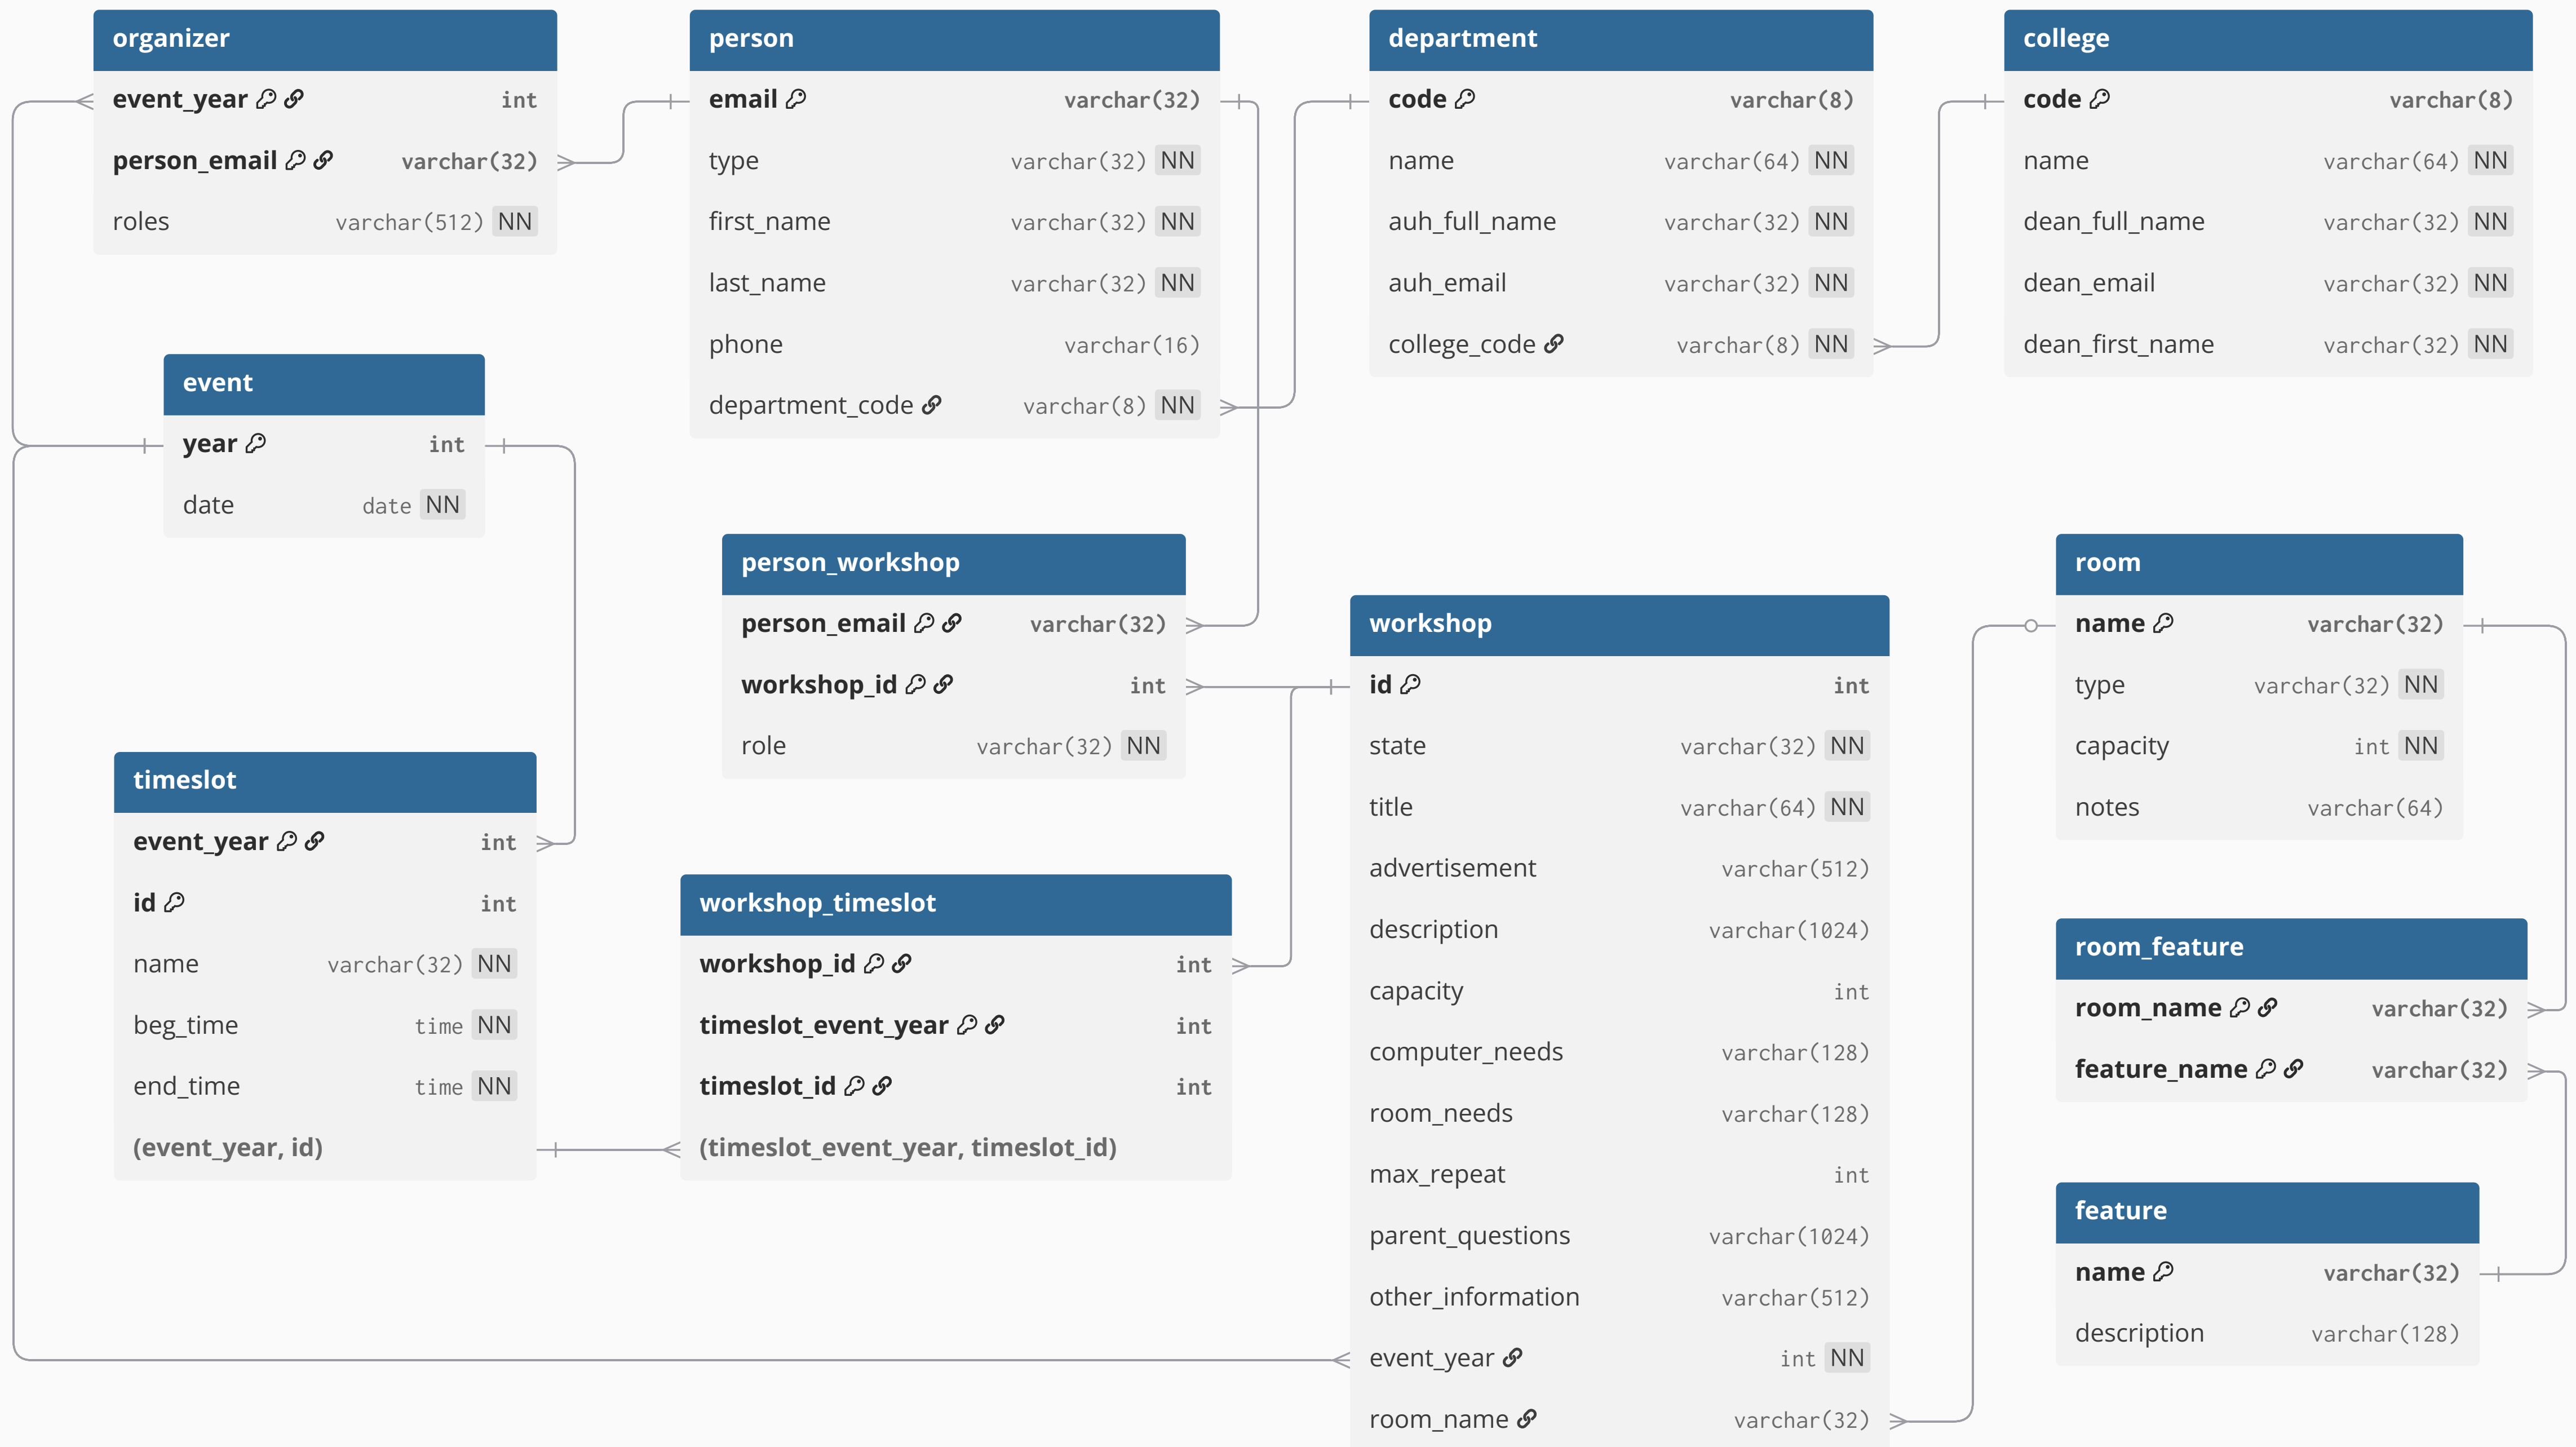 organizer
event_year int
person_email varchar(32)
roles varchar(512) NN
person
email varchar(32)
type varchar(32) NN
first_name varchar(32) NN
last_name varchar(32) NN
phone varchar(16)
department_code varchar(8) NN
department
code varchar(8)
name varchar(64) NN
auh_full_name varchar(32) NN
auh_email varchar(32) NN
college_code varchar(8) NN
college
code varchar(8)
name varchar(64) NN
dean_full_name varchar(32) NN
dean_email varchar(32) NN
dean_first_name varchar(32) NN
event
year int
date date NN
person_workshop
person_email varchar(32)
workshop_id int
role varchar(32) NN
timeslot
event_year int
id int
name varchar(32) NN
beg_time time NN
end_time time NN
(event_year, id)
workshop_timeslot
workshop_id int
timeslot_event_year int
timeslot_id int
(timeslot_event_year, timeslot_id)
workshop
id int
state varchar(32) NN
title varchar(64) NN
advertisement varchar(512)
description varchar(1024)
capacity int
computer_needs varchar(128)
room_needs varchar(128)
max_repeat int
parent_questions varchar(1024)
other_information varchar(512)
event_year int NN
room_name varchar(32)
room
name varchar(32)
type varchar(32) NN
capacity int NN
notes varchar(64)
room_feature
room_name varchar(32)
feature_name varchar(32)
feature
name varchar(32)
description varchar(128)